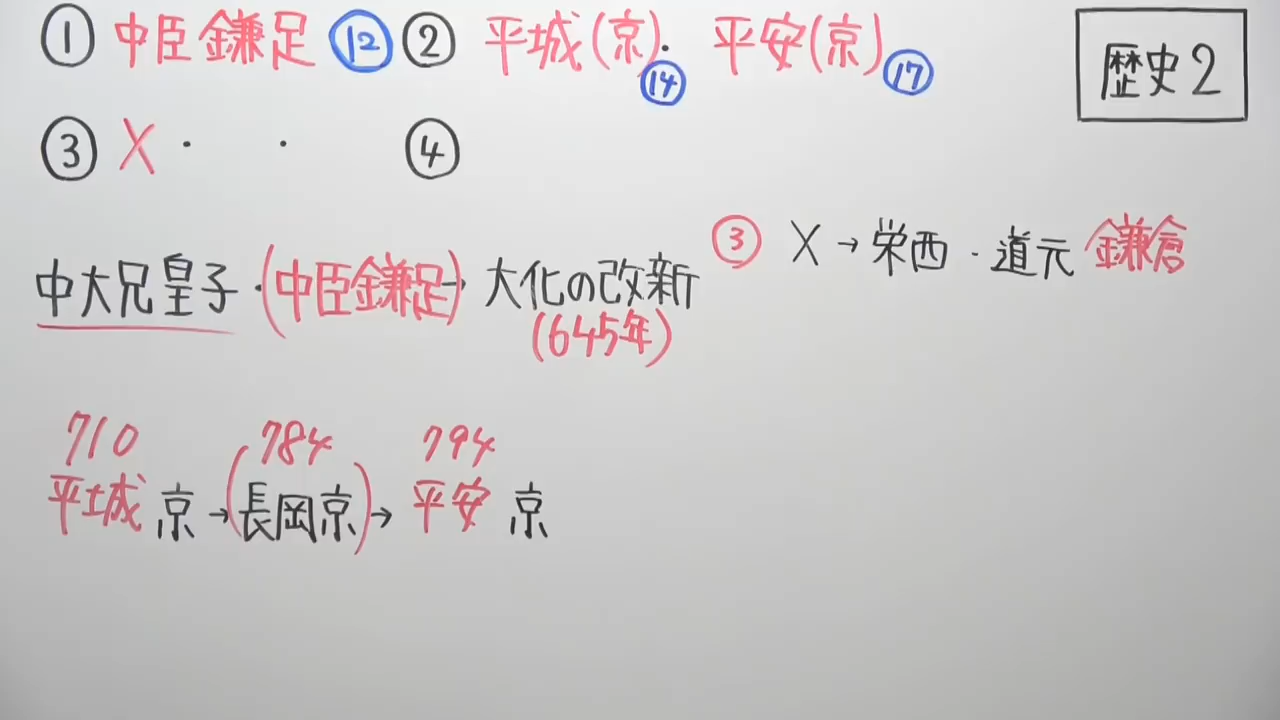 ① 中臣鎌足 ⑫ ② 平城(京)⑭・平安(京)⑰
歴史2
③ X・ ・ ④
中大兄皇子・(中臣鎌足)→大化の改新
(645年)
③ X→栄西・道元 鎌倉
710 784 794
平城京→(長岡京)→平安京